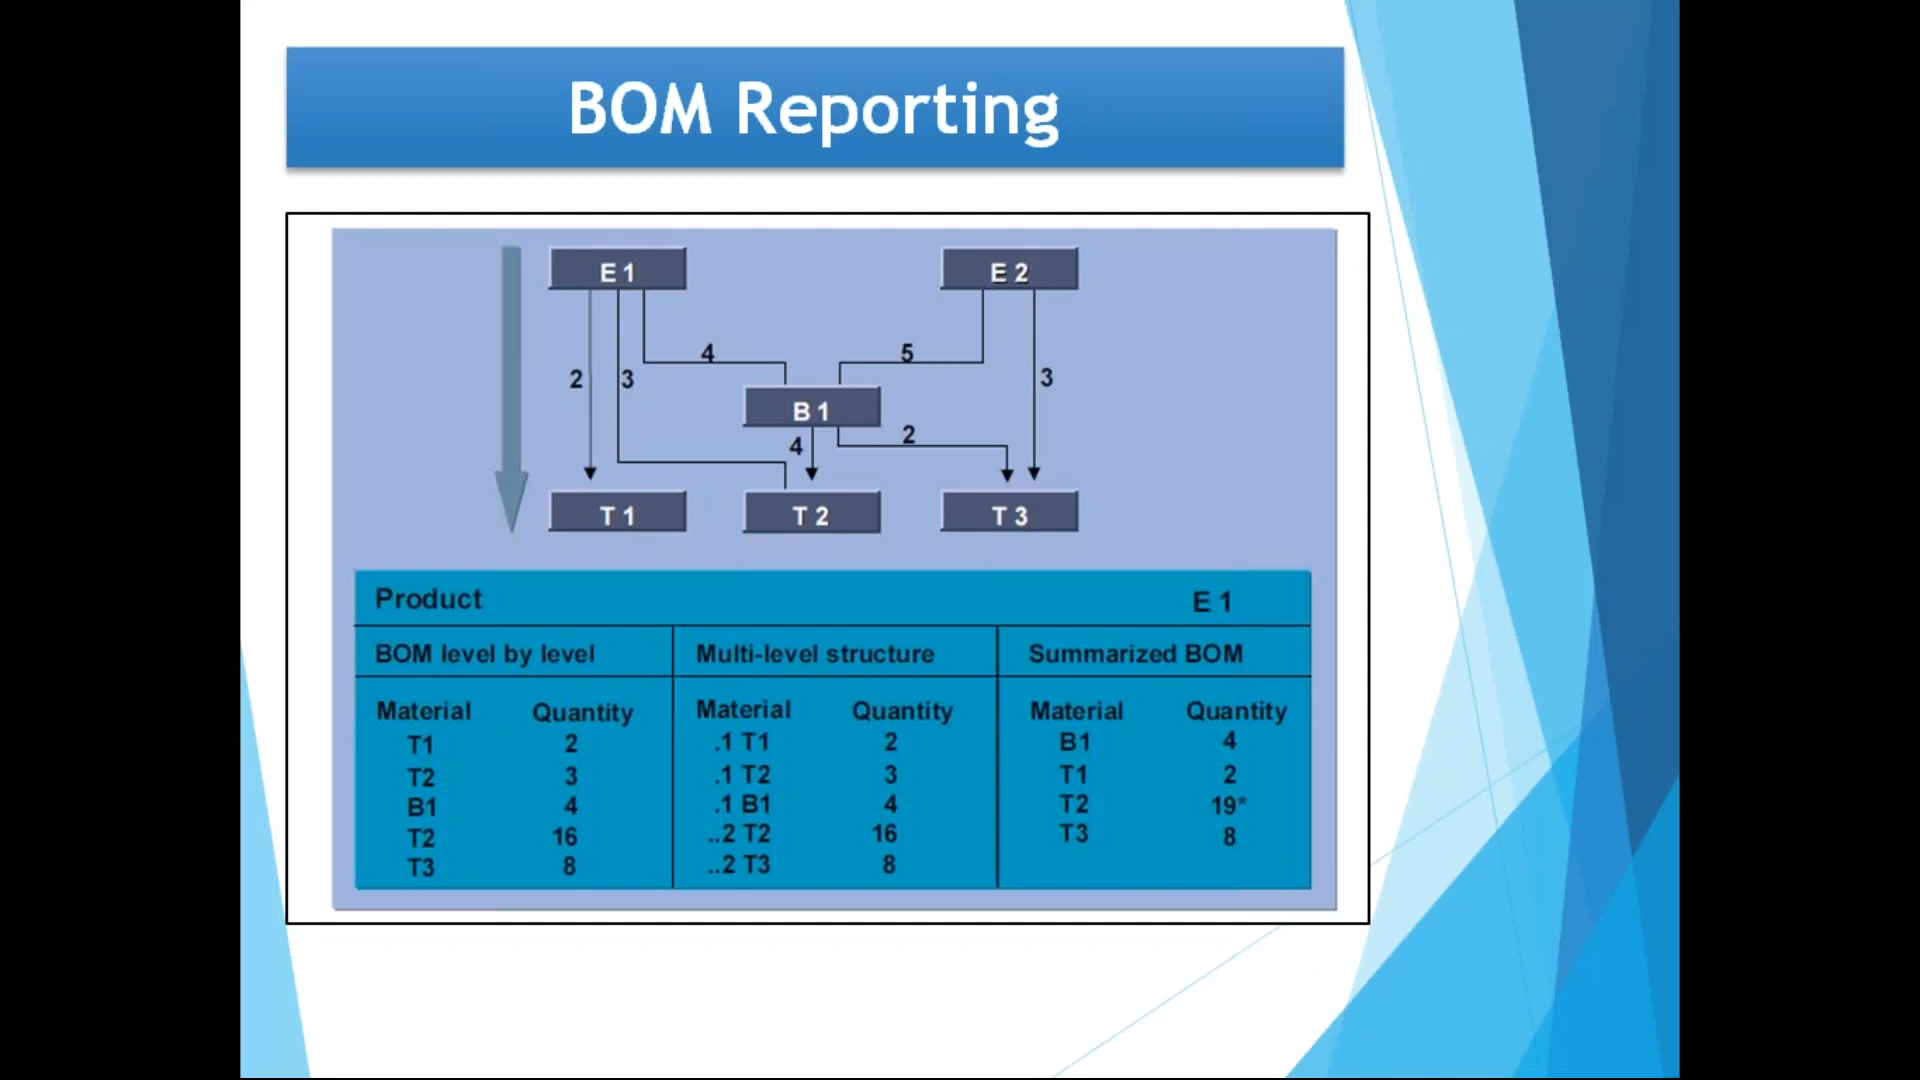 BOM Reporting
E 1
E 2
4
5
2
3
3
B 1
4
2
T 1
T 2
T 3
Product E 1
BOM level by level Multi-level structure Summarized BOM
Material Quantity Material Quantity Material Quantity
T1 2 .1 T1 2 B1 4
T2 3 .1 T2 3 T1 2
B1 4 .1 B1 4 T2 19*
T2 16 ..2 T2 16 T3 8
T3 8 ..2 T3 8